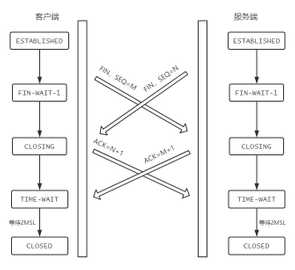 客户端
服务端
ESTABLISHED
ESTABLISHED
FIN、SEQ=M
FIN、SEQ=N
FIN-WAIT-1
FIN-WAIT-1
CLOSING
CLOSING
ACK=N+1
ACK=M+1
TIME-WAIT
TIME-WAIT
等待2MSL
等待2MSL
CLOSED
CLOSED